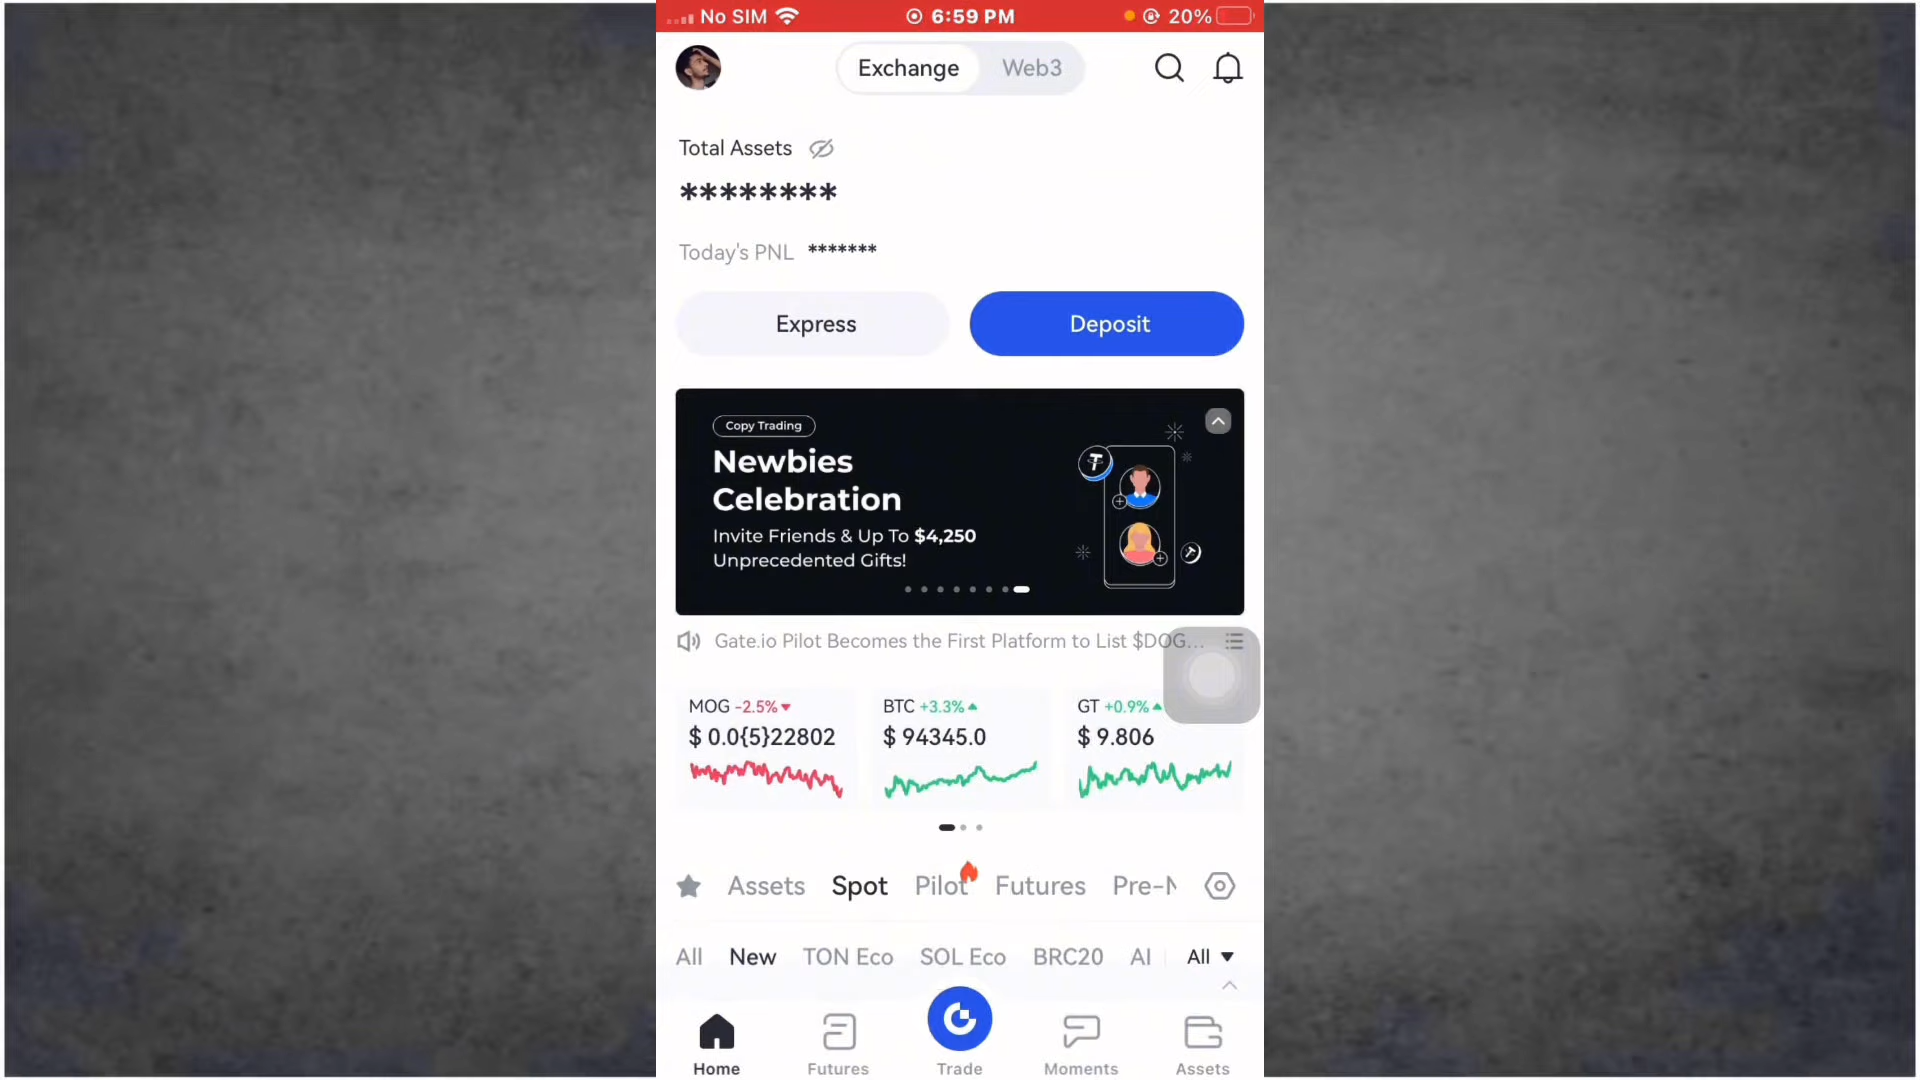 No SIM 6:59 PM 20%
Exchange Web3
Total Assets
********
Today's PNL *******
Express Deposit
Copy Trading
Newbies
Celebration
Invite Friends & Up To $4,250
Unprecedented Gifts!
Gate.io Pilot Becomes the First Platform to List $DOG...
MOG -2.5% BTC +3.3% GT +0.9%
$ 0.0{5}22802 $ 94345.0 $ 9.806
Assets Spot Pilot Futures Pre-M
All New TON Eco SOL Eco BRC20 AI All
Home Futures Trade Moments Assets